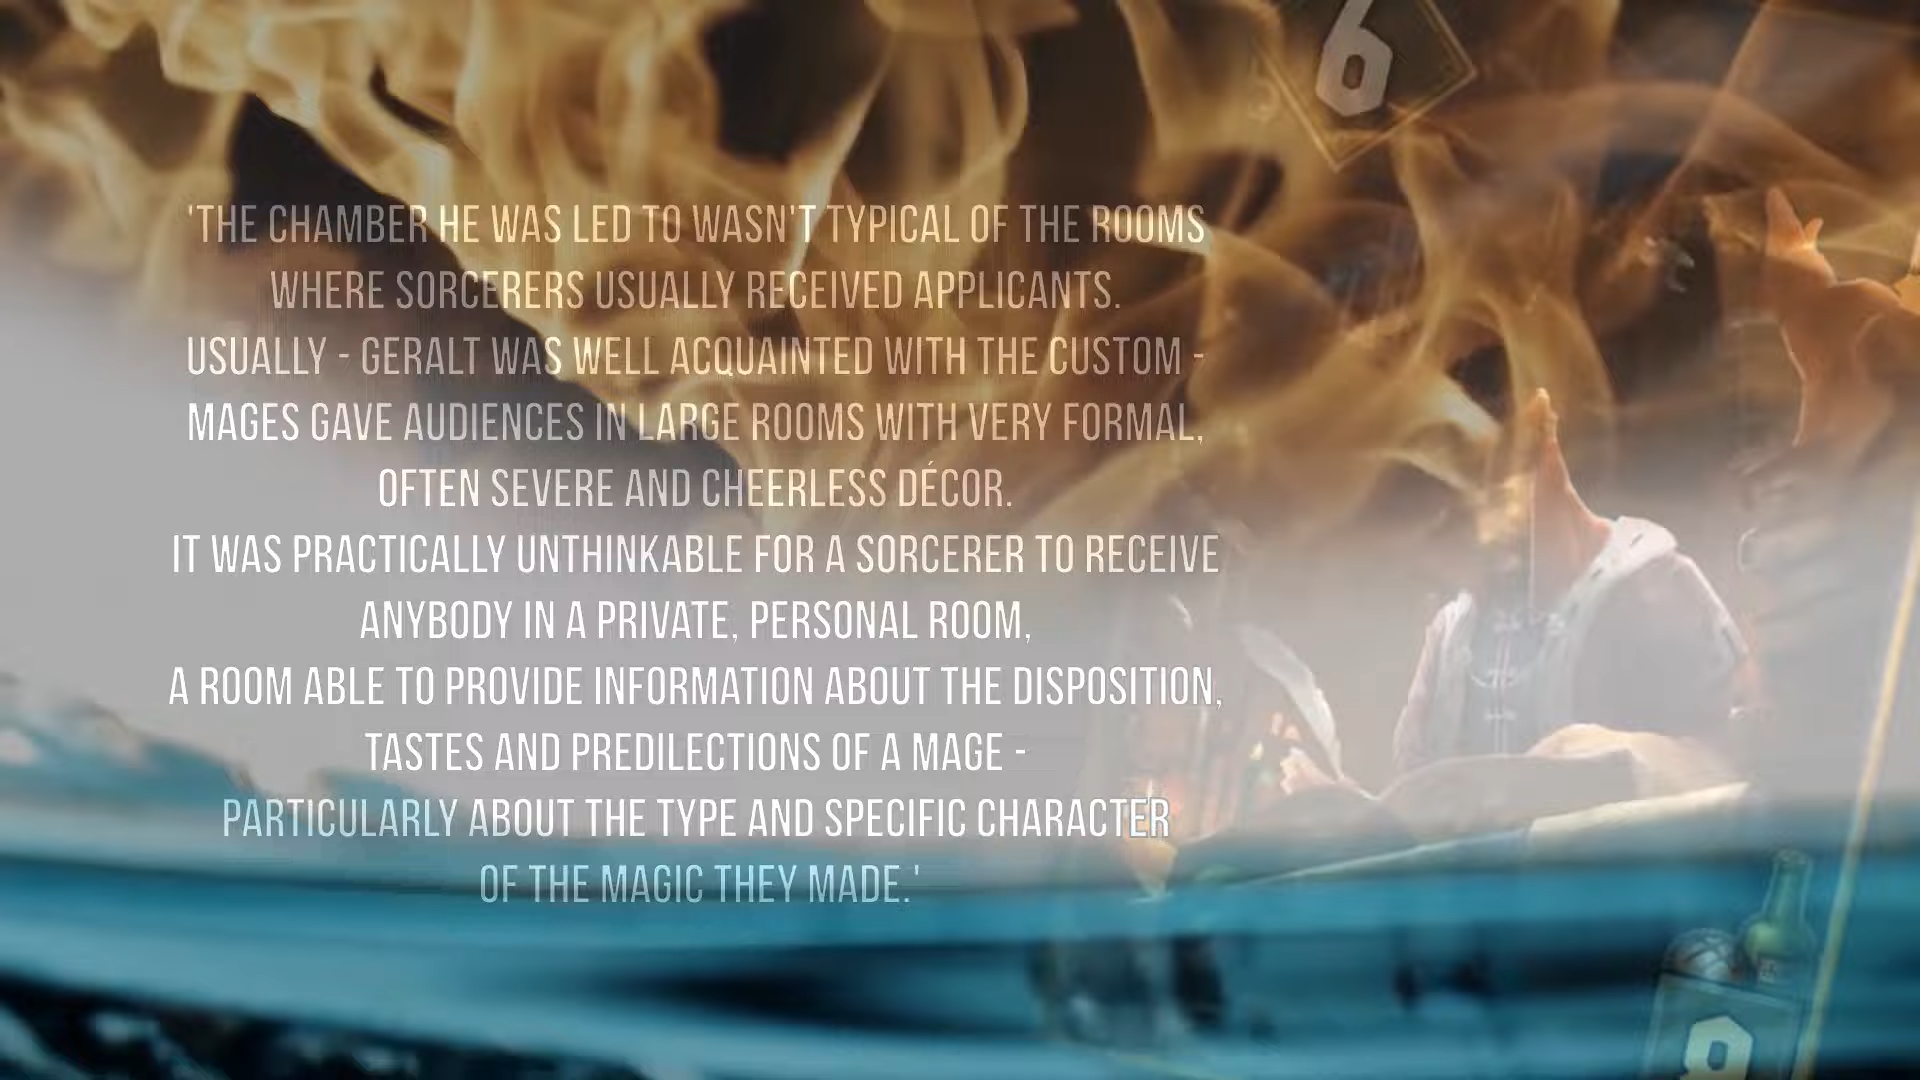 6
'THE CHAMBER HE WAS LED TO WASN'T TYPICAL OF THE ROOMS
WHERE SORCERERS USUALLY RECEIVED APPLICANTS.
USUALLY - GERALT WAS WELL ACQUAINTED WITH THE CUSTOM -
MAGES GAVE AUDIENCES IN LARGE ROOMS WITH VERY FORMAL,
OFTEN SEVERE AND CHEERLESS DÉCOR.
IT WAS PRACTICALLY UNTHINKABLE FOR A SORCERER TO RECEIVE
ANYBODY IN A PRIVATE, PERSONAL ROOM,
A ROOM ABLE TO PROVIDE INFORMATION ABOUT THE DISPOSITION,
TASTES AND PREDILECTIONS OF A MAGE -
PARTICULARLY ABOUT THE TYPE AND SPECIFIC CHARACTER
OF THE MAGIC THEY MADE.'